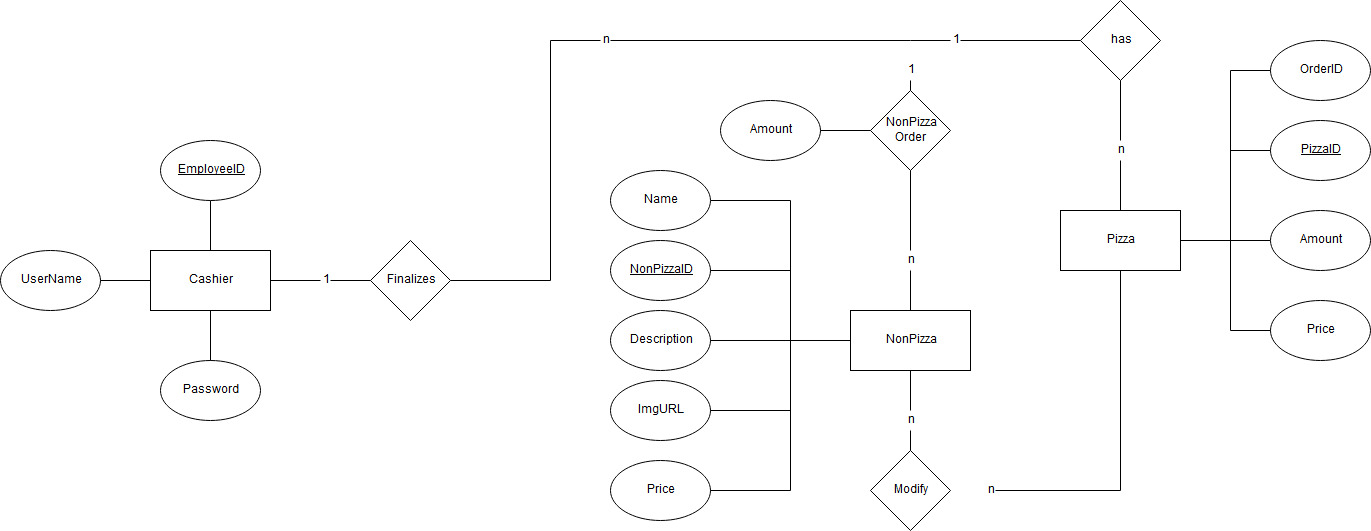 n
1
has
OrderID
1
Amount
NonPizza
Order
n
PizzaID
EmployeeID
Name
UserName
Cashier
1
Finalizes
NonPizzaID
n
Pizza
Amount
Description
NonPizza
Price
Password
ImgURL
n
Price
Modify
n